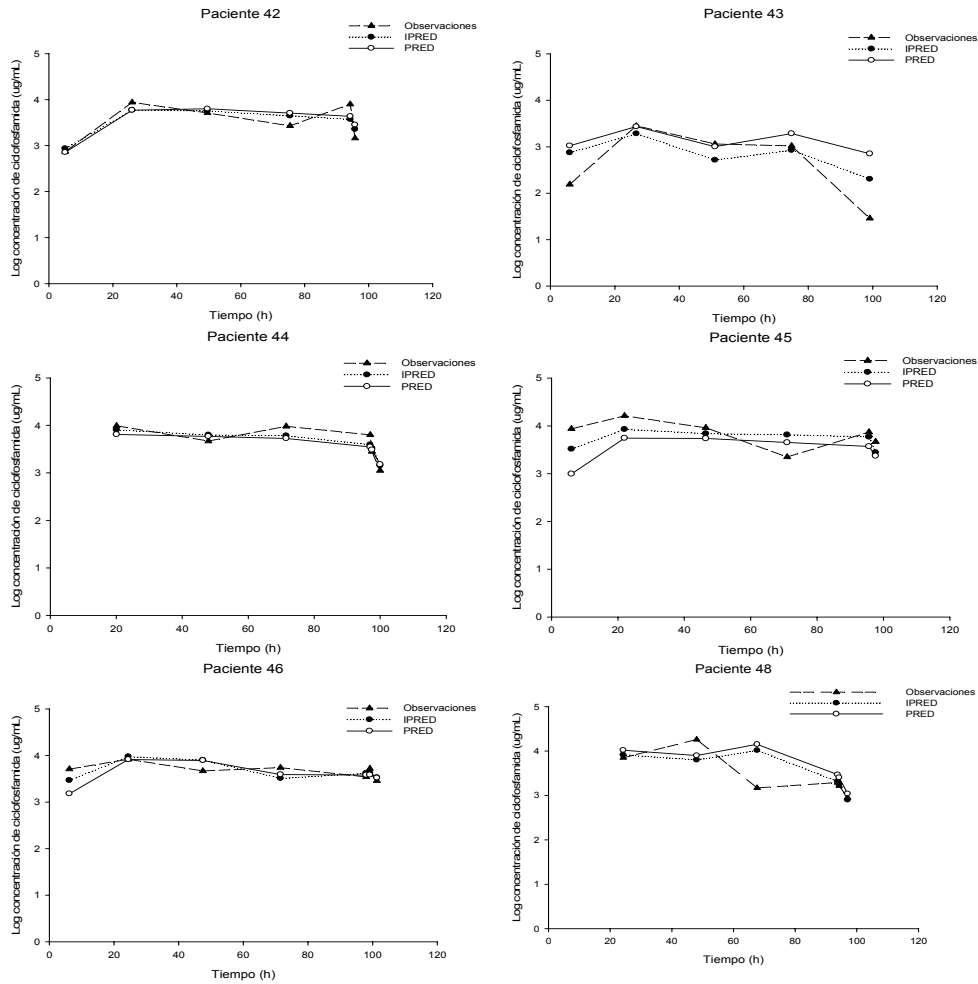 Paciente 42
Observaciones
IPRED
PRED
Log concentración de ciclofosfamida (ug/mL)
5
4
3
2
1
0
0 20 40 60 80 100 120
Tiempo (h)
Paciente 43
Observaciones
IPRED
PRED
Log concentración de ciclofosfamida (ug/mL)
5
4
3
2
1
0
0 20 40 60 80 100 120
Tiempo (h)
Paciente 44
Observaciones
IPRED
PRED
Log concentración de ciclofosfamida (ug/mL)
5
4
3
2
1
0
0 20 40 60 80 100 120
Tiempo (h)
Paciente 45
Observaciones
IPRED
PRED
Log concentración de ciclofosfamida (ug/mL)
5
4
3
2
1
0
0 20 40 60 80 100 120
Tiempo (h)
Paciente 46
Observaciones
IPRED
PRED
Log concentración de ciclofosfamida (ug/mL)
5
4
3
2
1
0
0 20 40 60 80 100 120
Tiempo (h)
Paciente 48
Observaciones
IPRED
PRED
Log concentración de ciclofosfamida (ug/mL)
5
4
3
2
1
0
0 20 40 60 80 100 120
Tiempo (h)